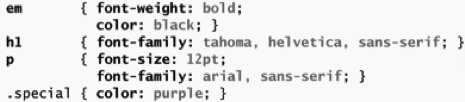 em { font-weight: bold;
color: black; }
h1 { font-family: tahoma, helvetica, sans-serif; }
p { font-size: 12pt;
font-family: arial, sans-serif; }
.special { color: purple; }